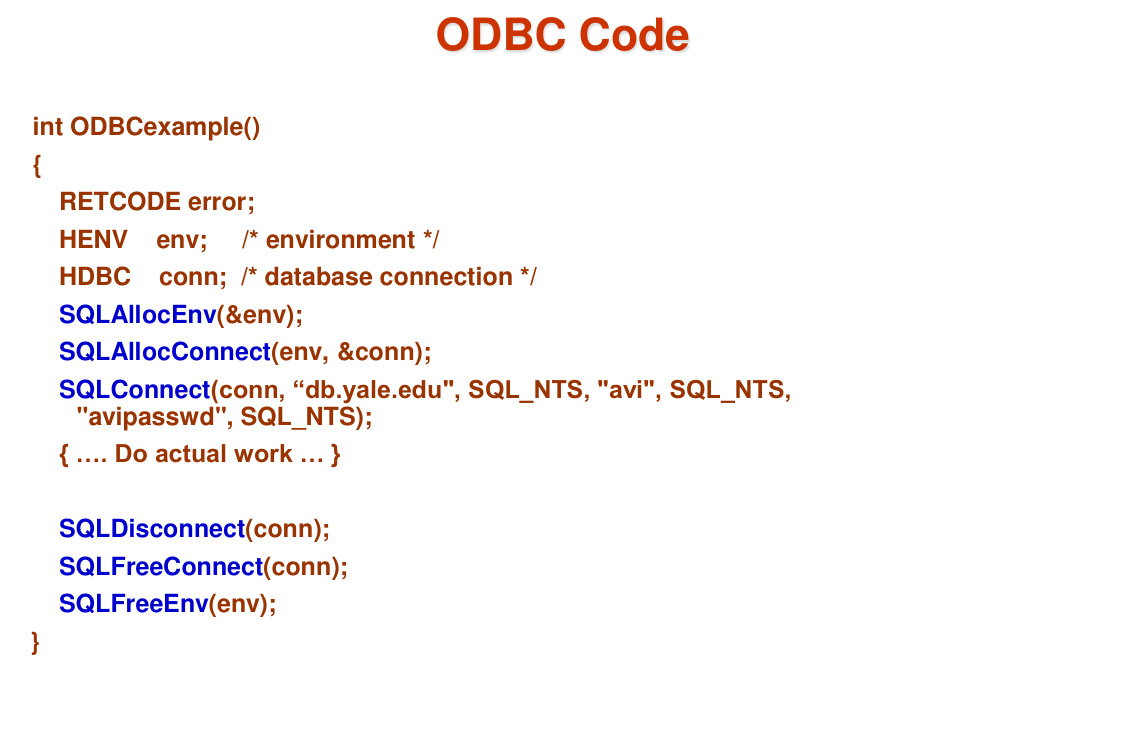 ODBC Code
int ODBCexample()
{
RETCODE error;
HENV env; /* environment */
HDBC conn; /* database connection */
SQLAllocEnv(&env);
SQLAllocConnect(env, &conn);
SQLConnect(conn, “db.yale.edu", SQL_NTS, "avi", SQL_NTS,
"avipasswd", SQL_NTS);
{ …. Do actual work … }
SQLDisconnect(conn);
SQLFreeConnect(conn);
SQLFreeEnv(env);
}